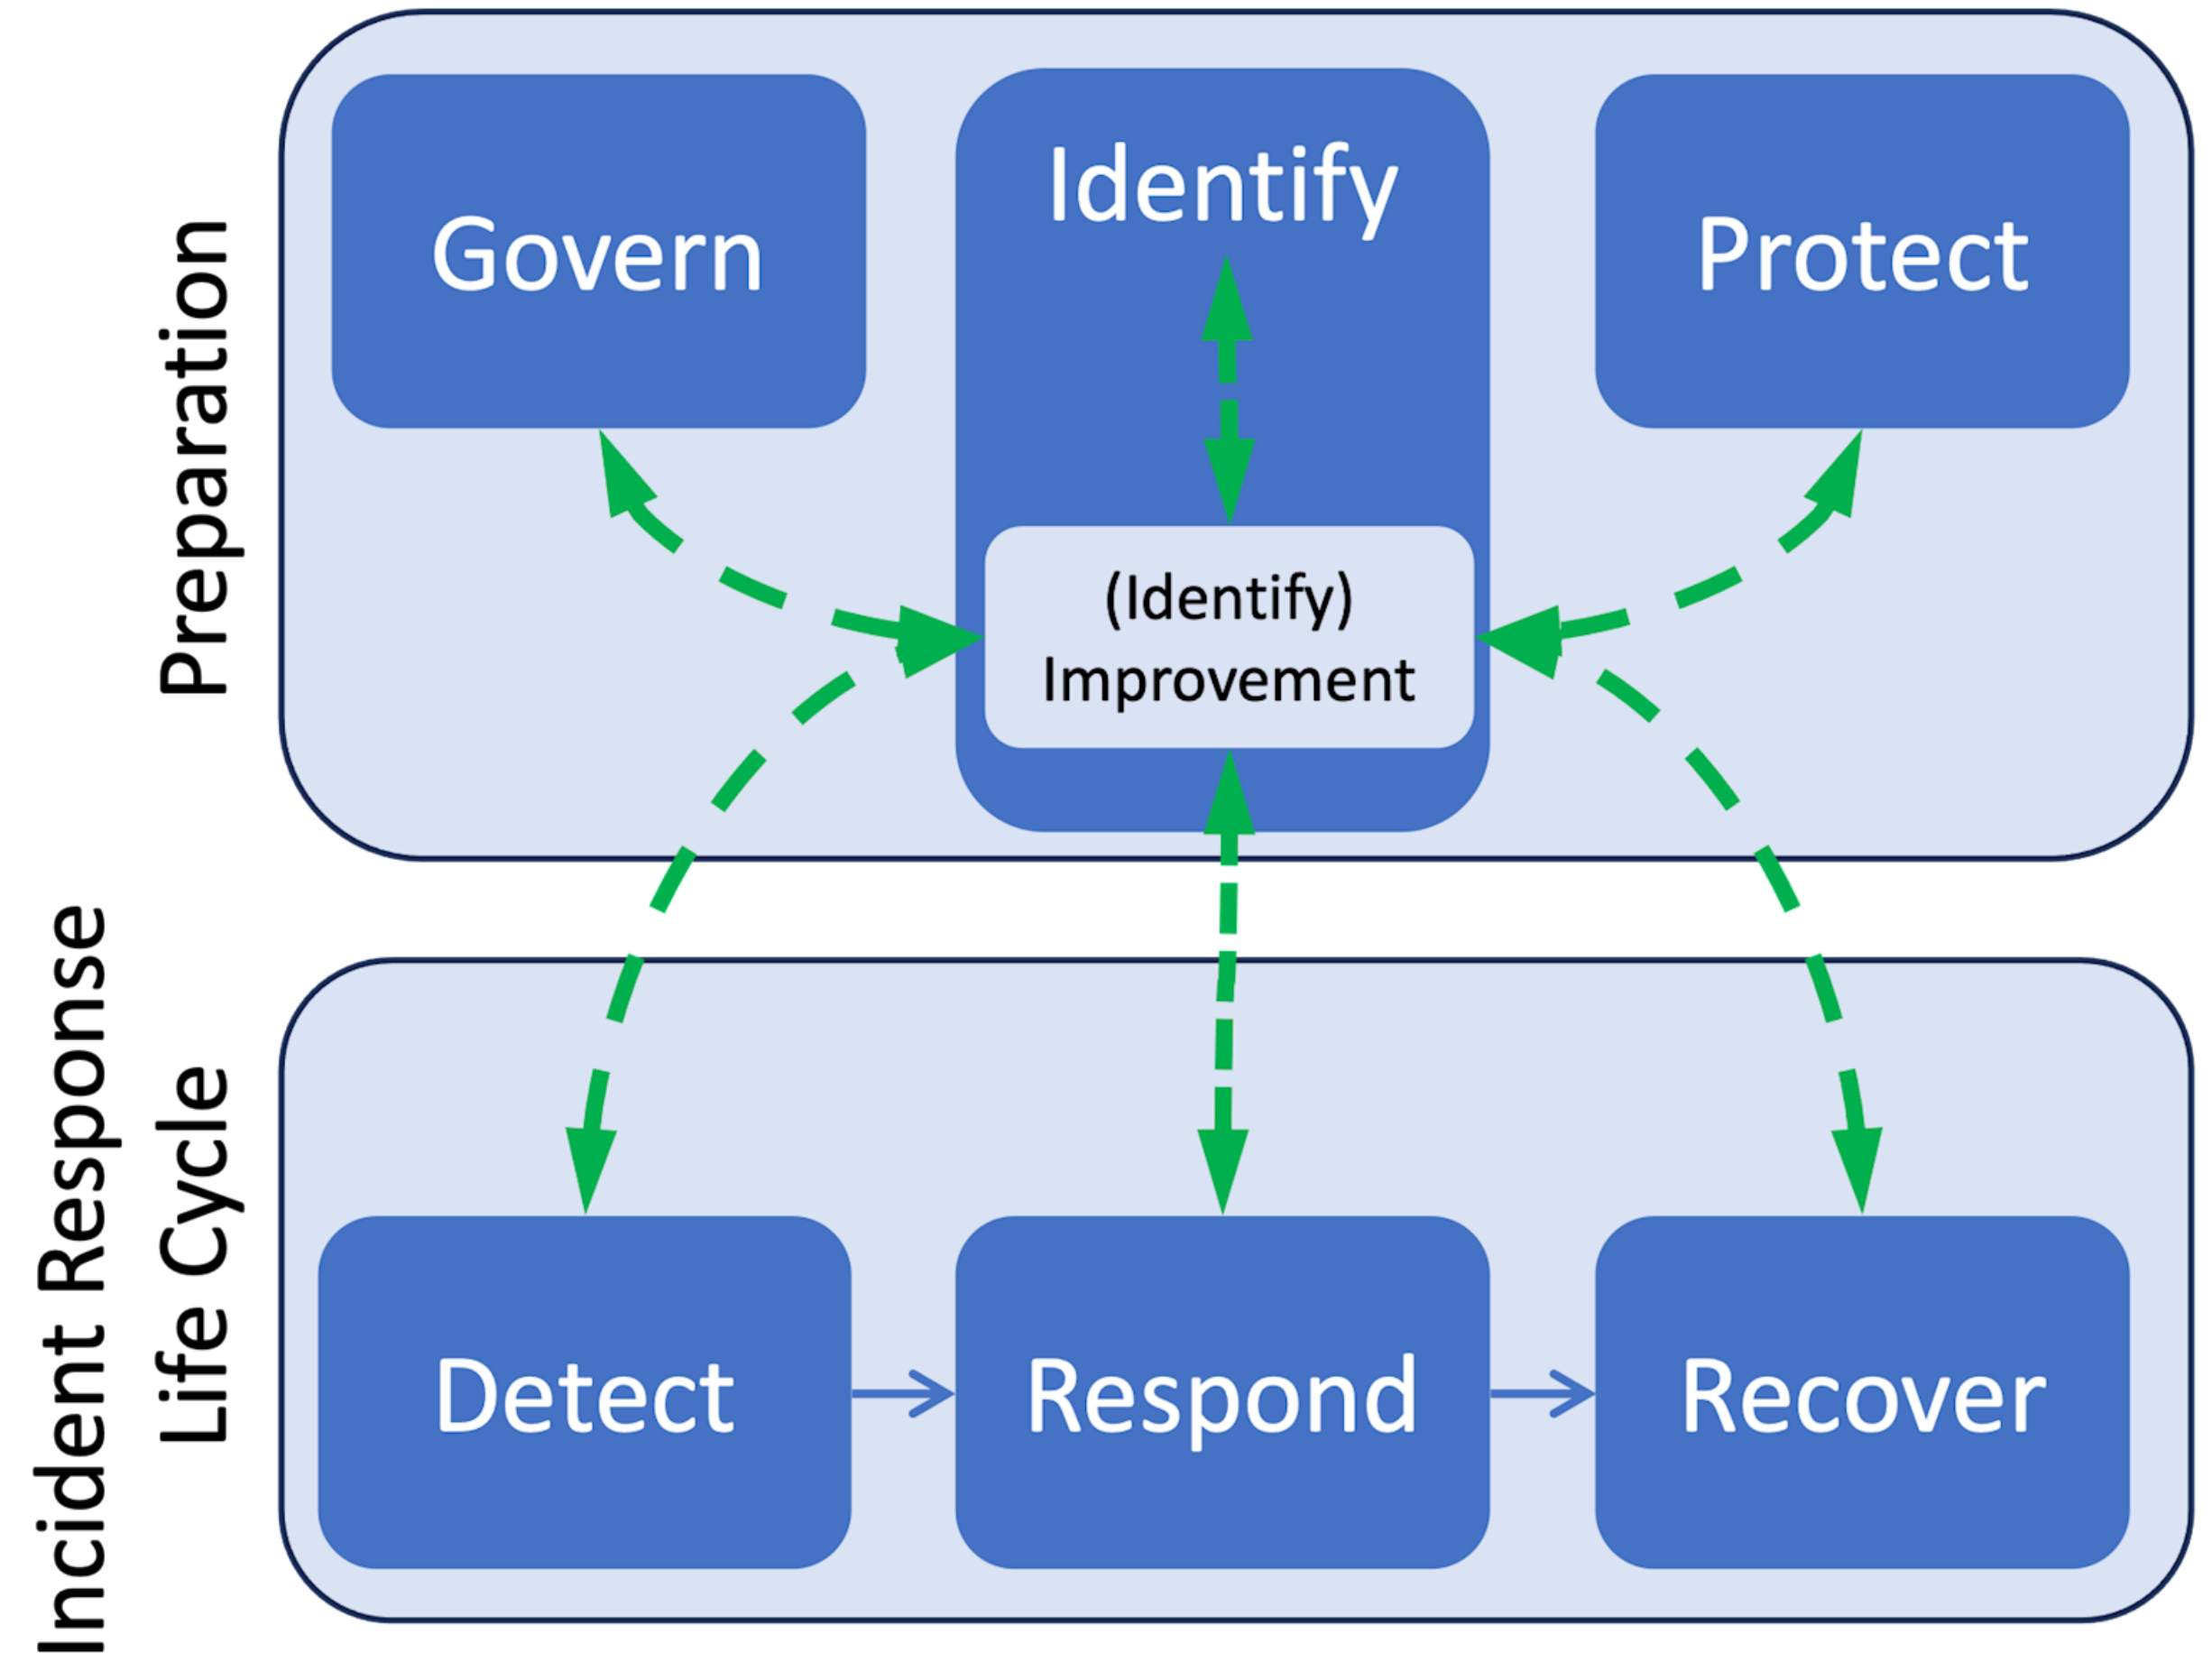 Preparation
Govern
Identify
Protect
(Identify)
Improvement
Incident Response
Life Cycle
Detect
Respond
Recover